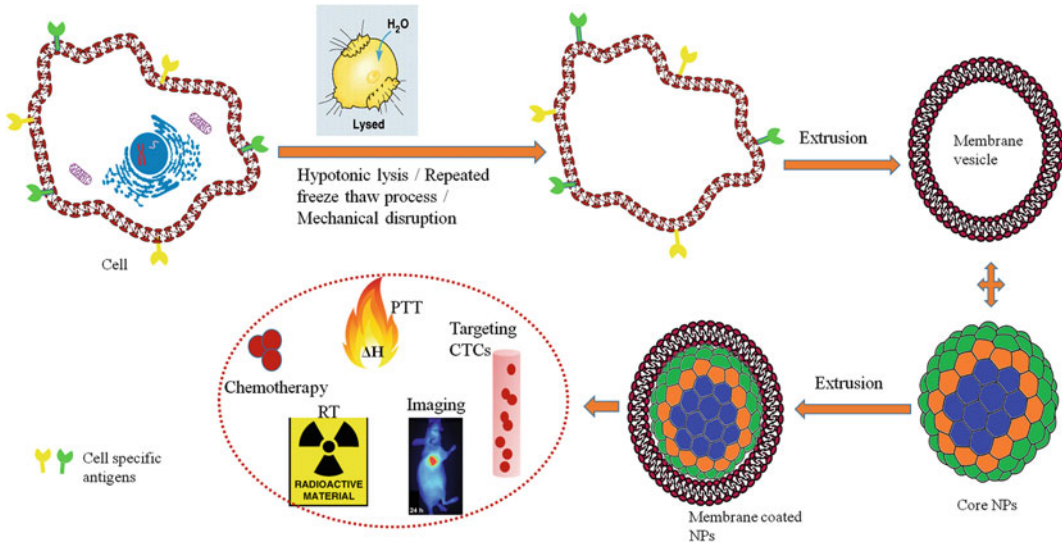 H₂O
Lysed
Hypotonic lysis / Repeated
freeze thaw process /
Mechanical disruption
Cell
Extrusion
Membrane
vesicle
PTT
ΔH
Targeting
CTCs
Chemotherapy
RT
RADIOACTIVE
MATERIAL
Imaging
24 h
Extrusion
Membrane coated
NPs
Core NPs
Cell specific
antigens